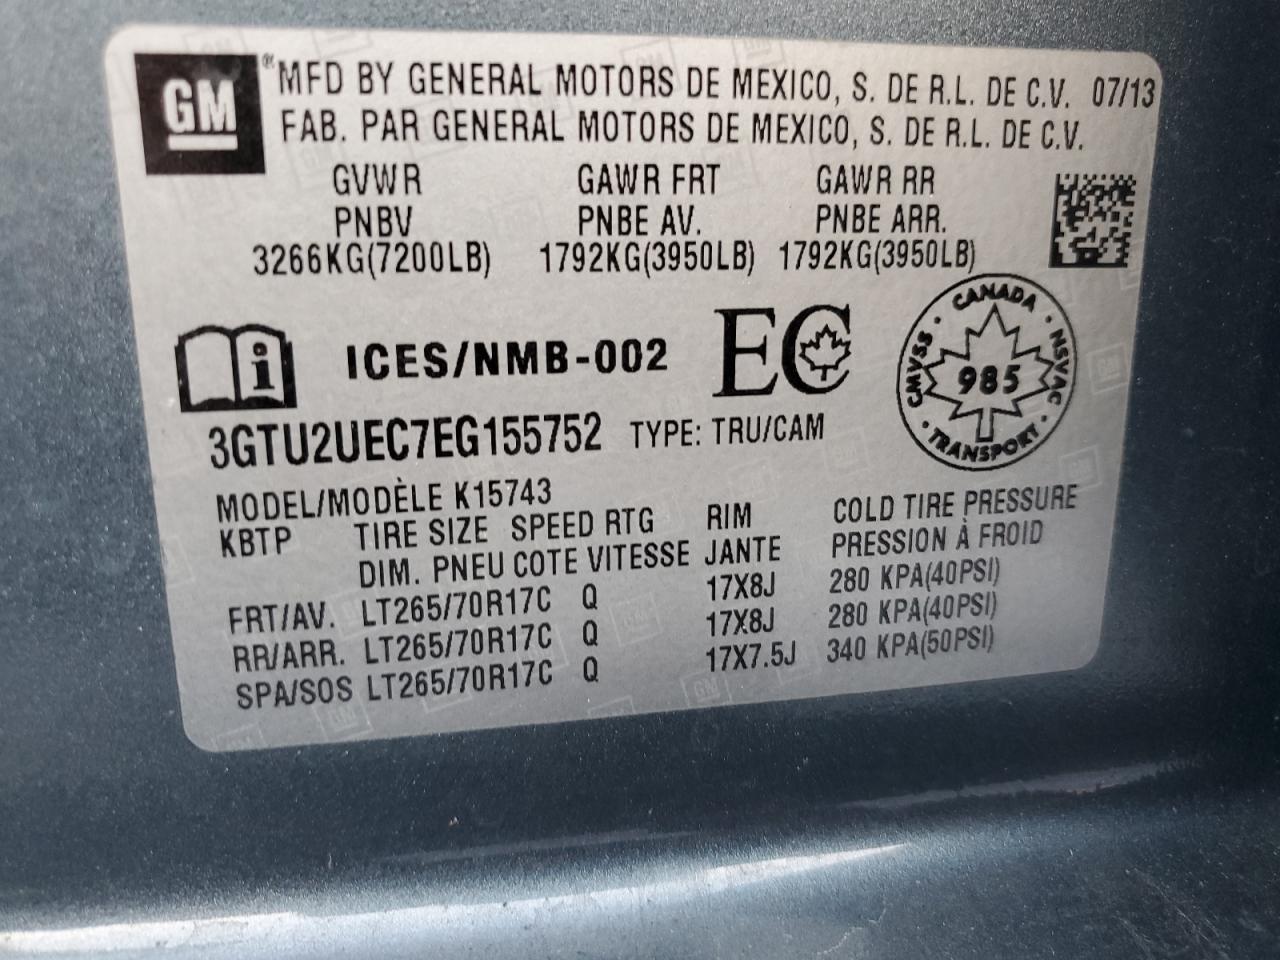 GM ® MFD BY GENERAL MOTORS DE MEXICO, S. DE R.L. DE C.V. 07/13
FAB. PAR GENERAL MOTORS DE MEXICO, S. DE R.L. DE C.V.
GVWR GAWR FRT GAWR RR
PNBV PNBE AV. PNBE ARR.
3266KG(7200LB) 1792KG(3950LB) 1792KG(3950LB)
i ICES/NMB-002 EC
CANADA · NSVAC · TRANSPORT · CMVSS ·
985
3GTU2UEC7EG155752 TYPE: TRU/CAM
MODEL/MODÈLE K15743
KBTP TIRE SIZE SPEED RTG RIM COLD TIRE PRESSURE
DIM. PNEU COTE VITESSE JANTE PRESSION À FROID
FRT/AV. LT265/70R17C Q 17X8J 280 KPA(40PSI)
RR/ARR. LT265/70R17C Q 17X8J 280 KPA(40PSI)
SPA/SOS LT265/70R17C Q 17X7.5J 340 KPA(50PSI)